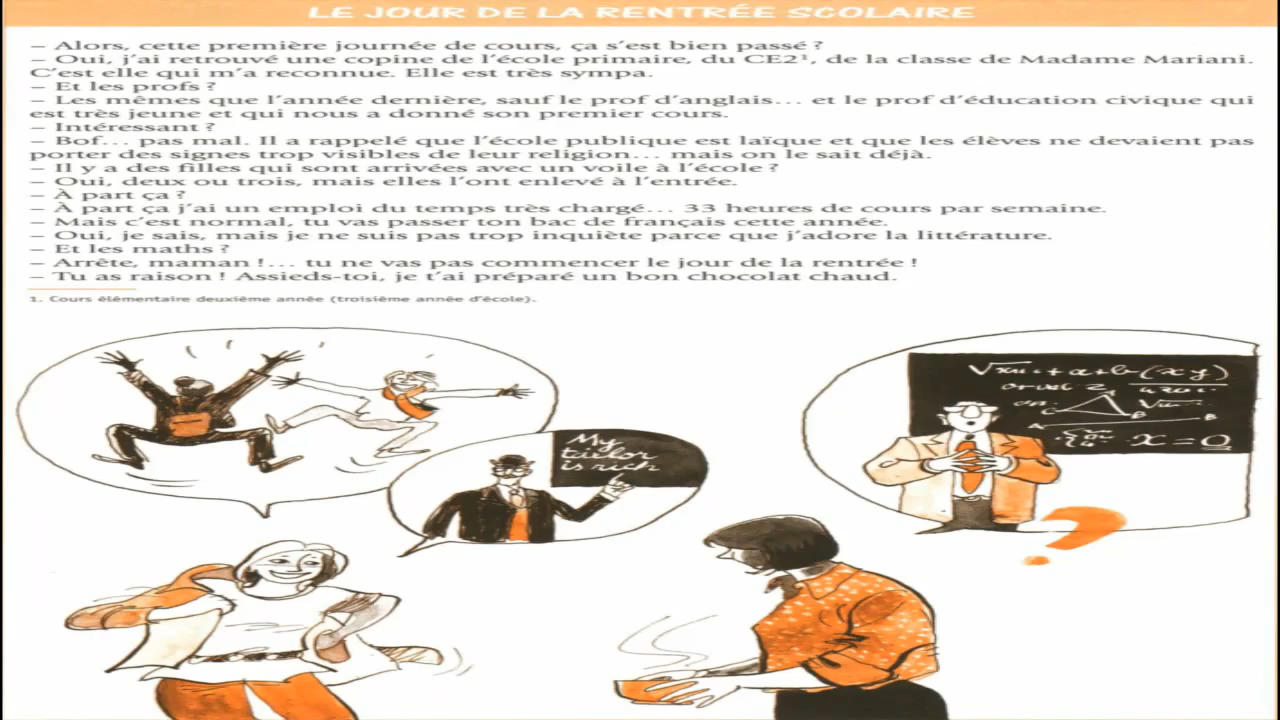 LE JOUR DE LA RENTRÉE SCOLAIRE
– Alors, cette première journée de cours, ça s'est bien passé ?
– Oui, j'ai retrouvé une copine de l'école primaire, du CE2¹, de la classe de Madame Mariani.
C'est elle qui m'a reconnue. Elle est très sympa.
– Et les profs ?
– Les mêmes que l'année dernière, sauf le prof d'anglais... et le prof d'éducation civique qui
est très jeune et qui nous a donné son premier cours.
– Intéressant ?
– Bof... pas mal. Il a rappelé que l'école publique est laïque et que les élèves ne devaient pas
porter des signes trop visibles de leur religion... mais on le sait déjà.
– Il y a des filles qui sont arrivées avec un voile à l'école ?
– Oui, deux ou trois, mais elles l'ont enlevé à l'entrée.
– À part ça ?
– À part ça j'ai un emploi du temps très chargé... 33 heures de cours par semaine.
– Mais c'est normal, tu vas passer ton bac de français cette année.
– Oui, je sais, mais je ne suis pas trop inquiète parce que j'adore la littérature.
– Et les maths ?
– Arrête, maman !... tu ne vas pas commencer le jour de la rentrée !
– Tu as raison ! Assieds-toi, je t'ai préparé un bon chocolat chaud.
1. Cours élémentaire deuxième année (troisième année d'école).
My
tailor
is rich
x = 0
?